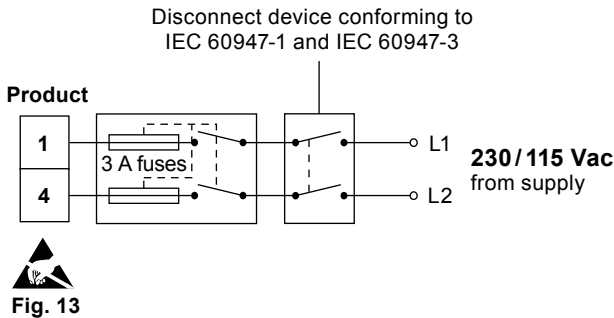 Disconnect device conforming to
IEC 60947-1 and IEC 60947-3
Product
1
3 A fuses
4
L1
L2
230 / 115 Vac
from supply
Fig. 13